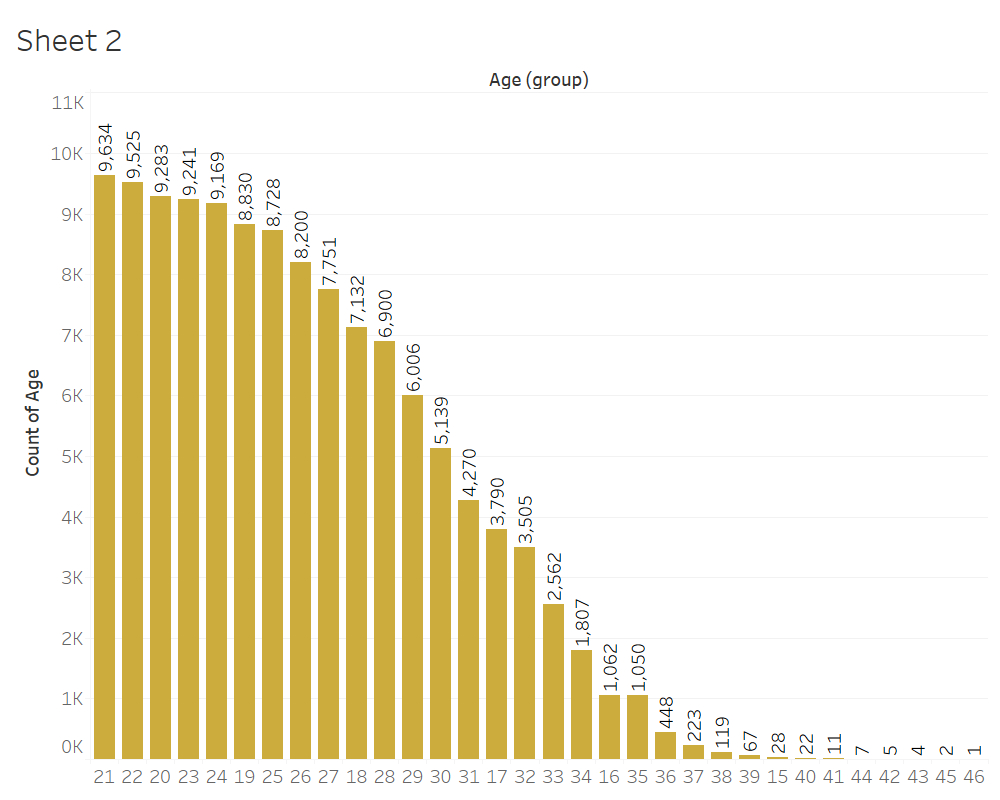 Sheet 2
Age (group)
Count of Age
11K
10K
9K
8K
7K
6K
5K
4K
3K
2K
1K
0K
9,634
9,525
9,283
9,241
9,169
8,830
8,728
8,200
7,751
7,132
6,900
6,006
5,139
4,270
3,790
3,505
2,562
1,807
1,062
1,050
448
223
119
67
28
22
11
7
5
4
2
1
21 22 20 23 24 19 25 26 27 18 28 29 30 31 17 32 33 34 16 35 36 37 38 39 15 40 41 44 42 43 45 46